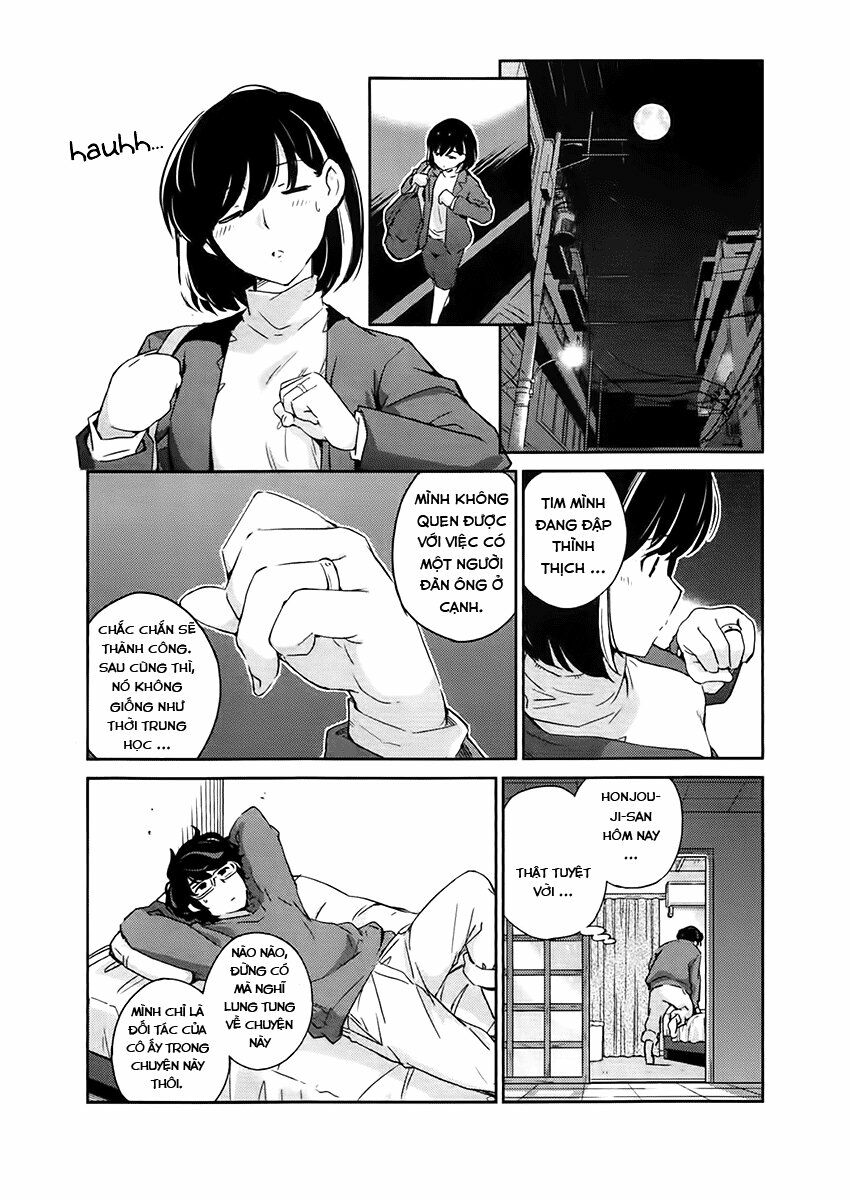 hauhh...
TIM MÌNH
ĐANG ĐẬP
THÌNH
THỊCH ...
MÌNH KHÔNG
QUEN ĐƯỢC
VỚI VIỆC CÓ
MỘT NGƯỜI
ĐÀN ÔNG Ở
CẠNH.
CHẮC CHẮN SẼ
THÀNH CÔNG.
SAU CÙNG THÌ,
NÓ KHÔNG
GIỐNG NHƯ
THỜI TRUNG
HỌC ...
HONJOU-
JI-SAN
HÔM NAY
...
THẬT TUYỆT
VỜI ...
NÀO NÀO,
ĐỪNG CÓ
MÀ NGHĨ
LUNG TUNG
VỀ CHUYỆN
NÀY
MÌNH CHỈ LÀ
ĐỐI TÁC CỦA
CÔ ẤY TRONG
CHUYỆN NÀY
THÔI.